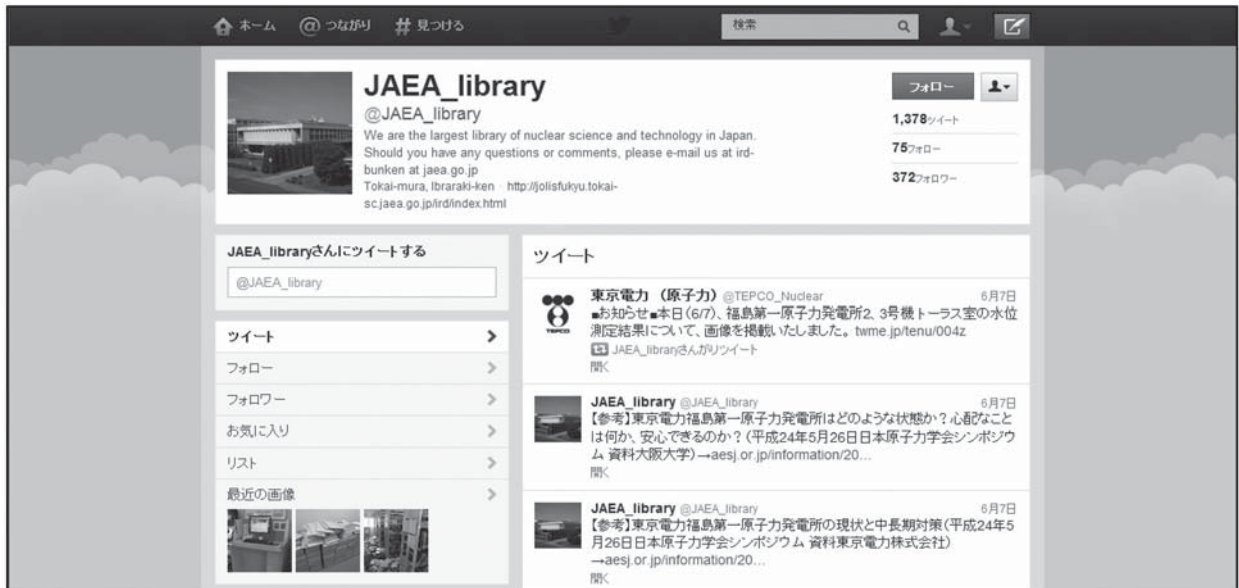 ホーム @つながり #見つける 検索
JAEA_library
@JAEA_library
We are the largest library of nuclear science and technology in Japan.
Should you have any questions or comments, please e-mail us at ird-
bunken at jaea.go.jp
Tokai-mura, Ibraraki-ken · http://jolisfukyu.tokai-
sc.jaea.go.jp/ird/index.html
フォロー
1,378ツイート
75フォロー
372フォロワー
JAEA_libraryさんにツイートする
@JAEA_library
ツイート
フォロー
フォロワー
お気に入り
リスト
最近の画像
ツイート
TEPCO
東京電力 (原子力) @TEPCO_Nuclear 6月7日
■お知らせ■本日(6/7)、福島第一原子力発電所2、3号機トーラス室の水位
測定結果について、画像を掲載いたしました。 twme.jp/tenu/004z
JAEA_libraryさんがリツイート
開く
JAEA_library @JAEA_library 6月7日
【参考】東京電力福島第一原子力発電所はどのような状態か?心配なこと
は何か、安心できるのか?(平成24年5月26日日本原子力学会シンポジウ
ム 資料大阪大学)→aesj.or.jp/information/20...
開く
JAEA_library @JAEA_library 6月7日
【参考】東京電力福島第一原子力発電所の現状と中長期対策(平成24年5
月26日日本原子力学会シンポジウム 資料東京電力株式会社)
→aesj.or.jp/information/20...
開く